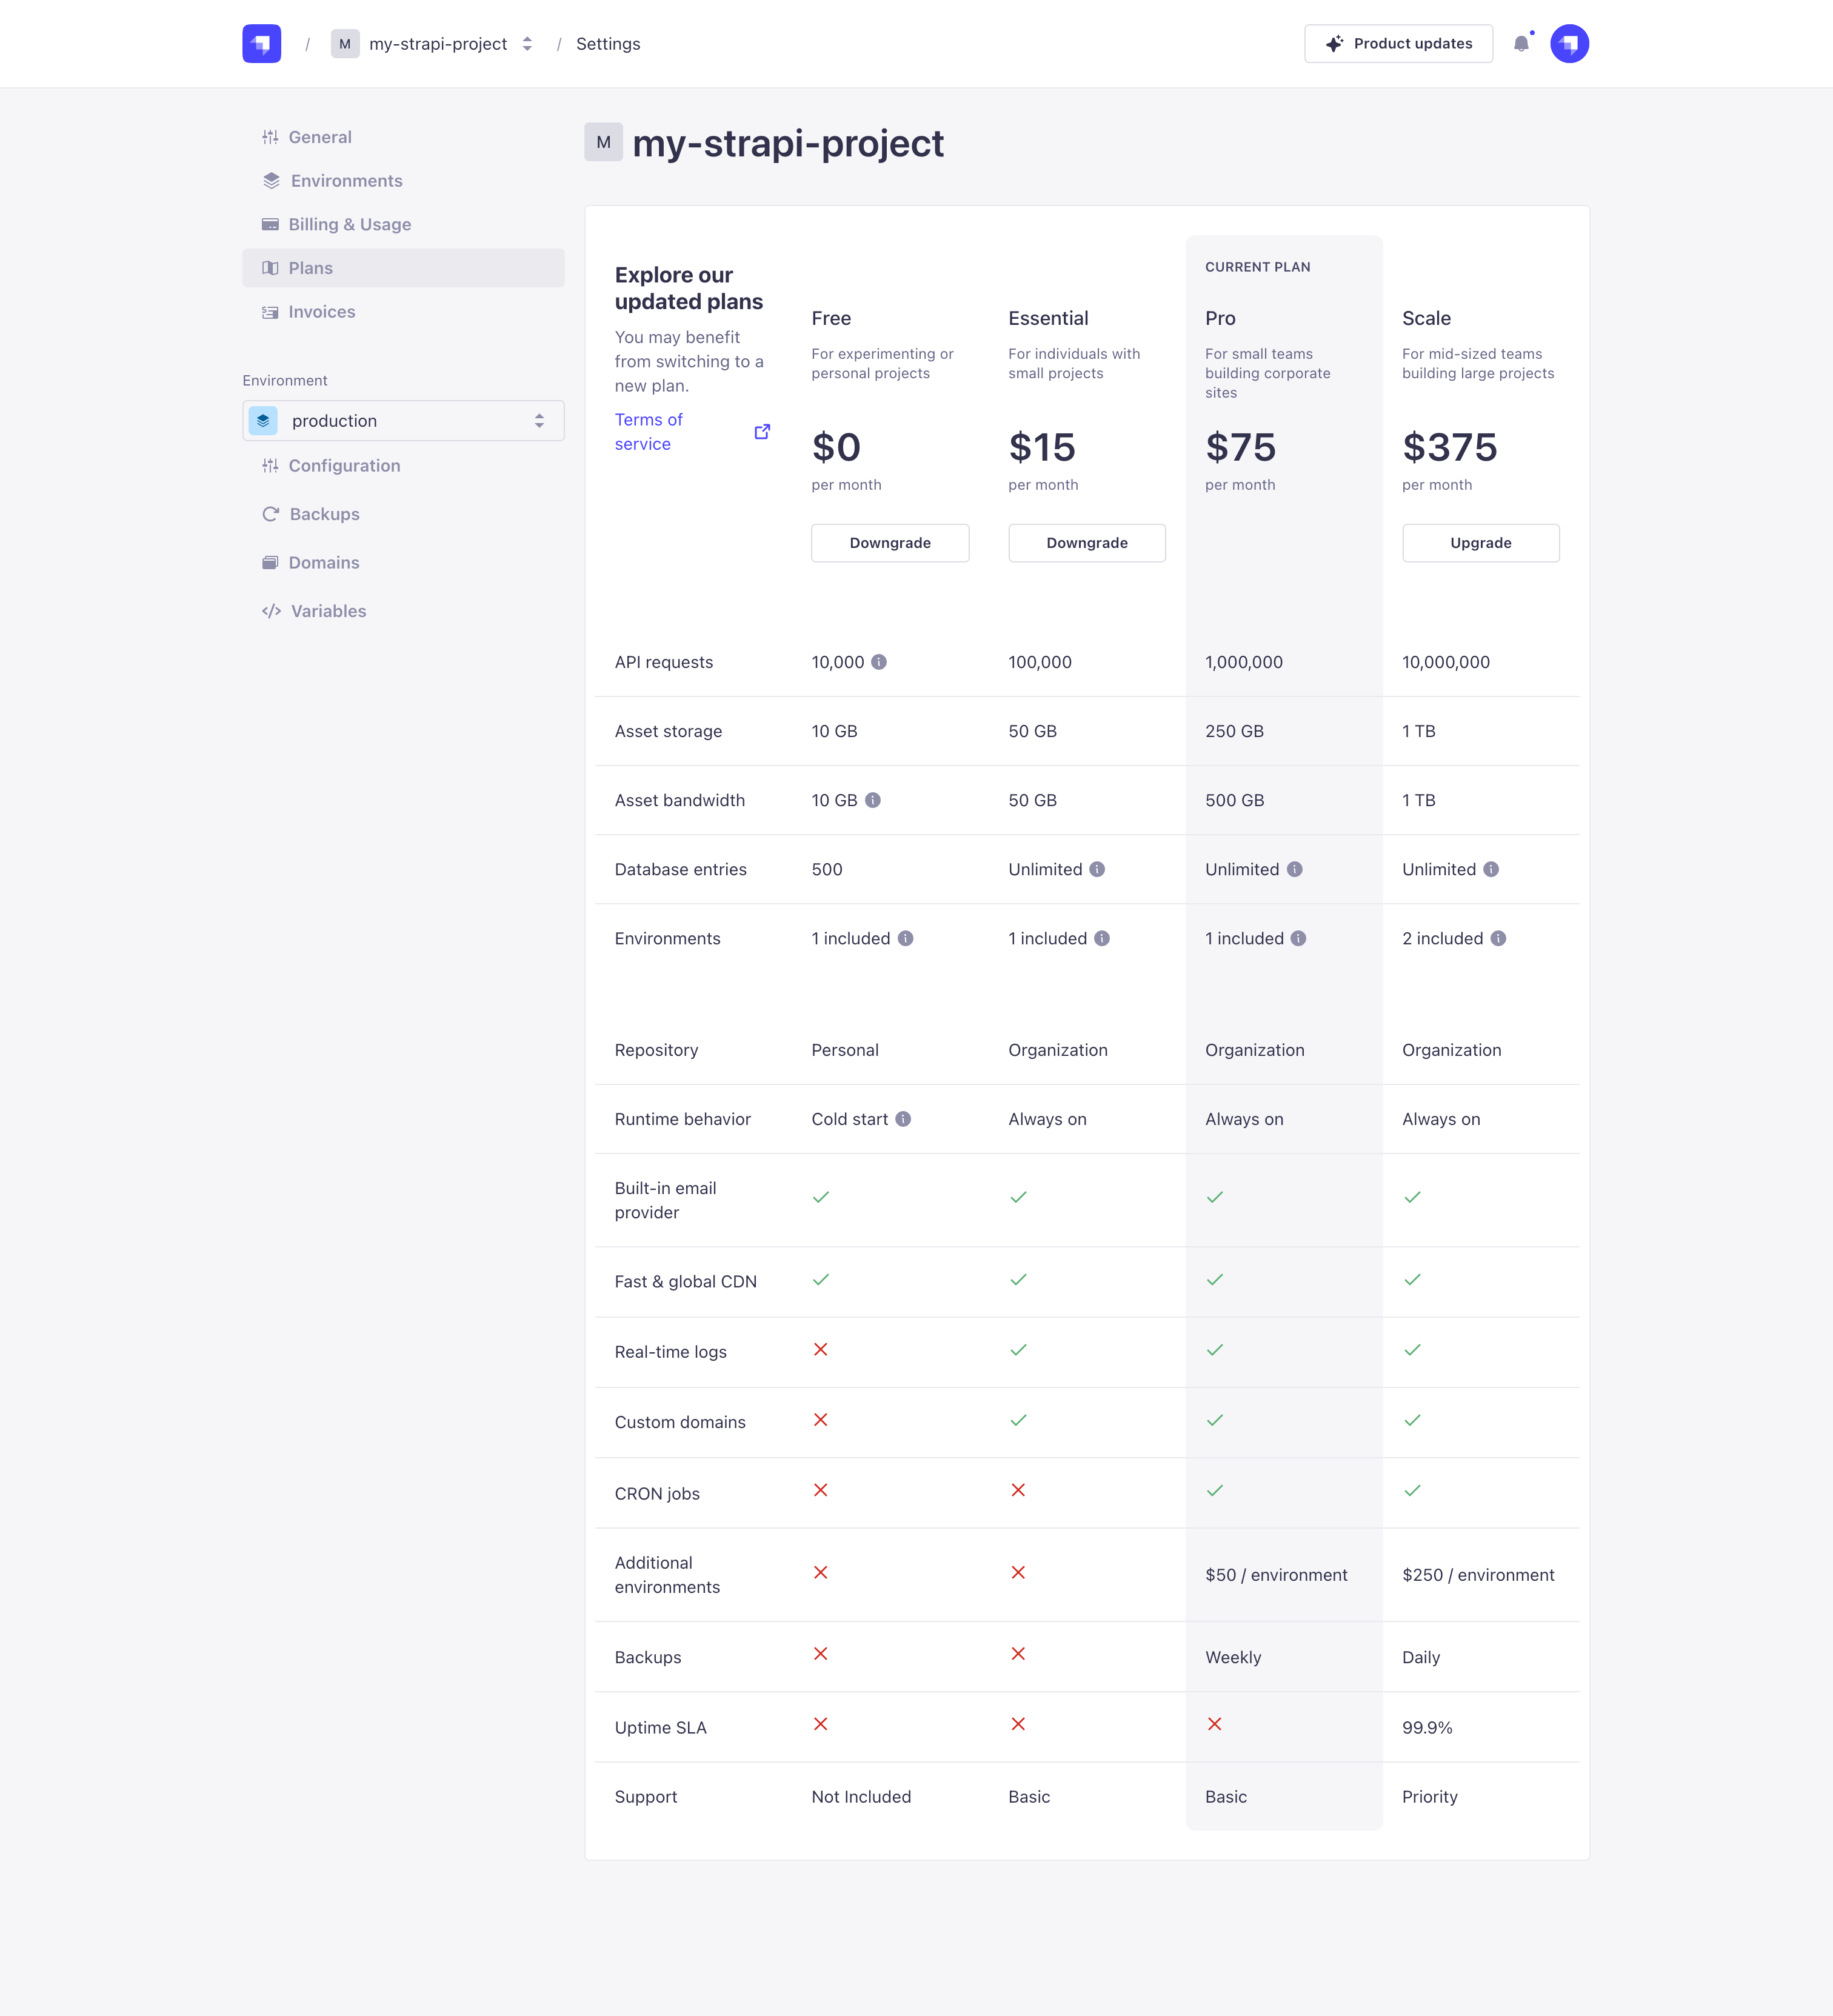 /
M
my-strapi-project
/
Settings
Product updates
General
Environments
Billing & Usage
Plans
Invoices
Environment
production
Configuration
Backups
Domains
Variables
M
my-strapi-project
Explore our
updated plans
You may benefit
from switching to a
new plan.
Terms of
service
Free
For experimenting or
personal projects
$0
per month
Downgrade
Essential
For individuals with
small projects
$15
per month
Downgrade
CURRENT PLAN
Pro
For small teams
building corporate
sites
$75
per month
Scale
For mid-sized teams
building large projects
$375
per month
Upgrade
API requests 10,000 100,000 1,000,000 10,000,000
Asset storage 10 GB 50 GB 250 GB 1 TB
Asset bandwidth 10 GB 50 GB 500 GB 1 TB
Database entries 500 Unlimited Unlimited Unlimited
Environments 1 included 1 included 1 included 2 included
Repository Personal Organization Organization Organization
Runtime behavior Cold start Always on Always on Always on
Built-in email
provider
Fast & global CDN
Real-time logs
Custom domains
CRON jobs
Additional
environments
$50 / environment $250 / environment
Backups Weekly Daily
Uptime SLA 99.9%
Support Not Included Basic Basic Priority